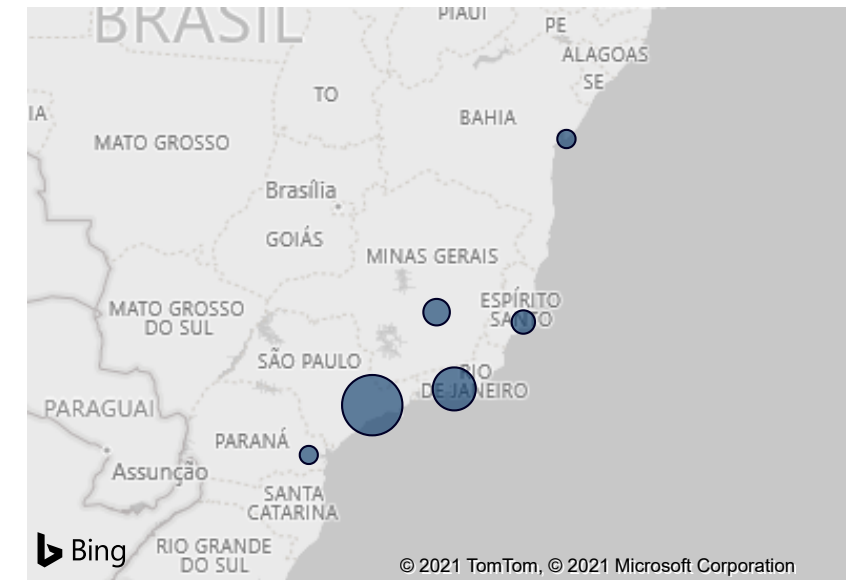 BRASIL
PIAUÍ
PE
ALAGOAS
SE
TO
IA
BAHIA
MATO GROSSO
Brasília
GOIÁS
MINAS GERAIS
ESPÍRITO
SANTO
MATO GROSSO
DO SUL
SÃO PAULO
RIO
DE JANEIRO
PARAGUAI
PARANÁ
Assunção
SANTA
CATARINA
RIO GRANDE
DO SUL
Bing
© 2021 TomTom, © 2021 Microsoft Corporation